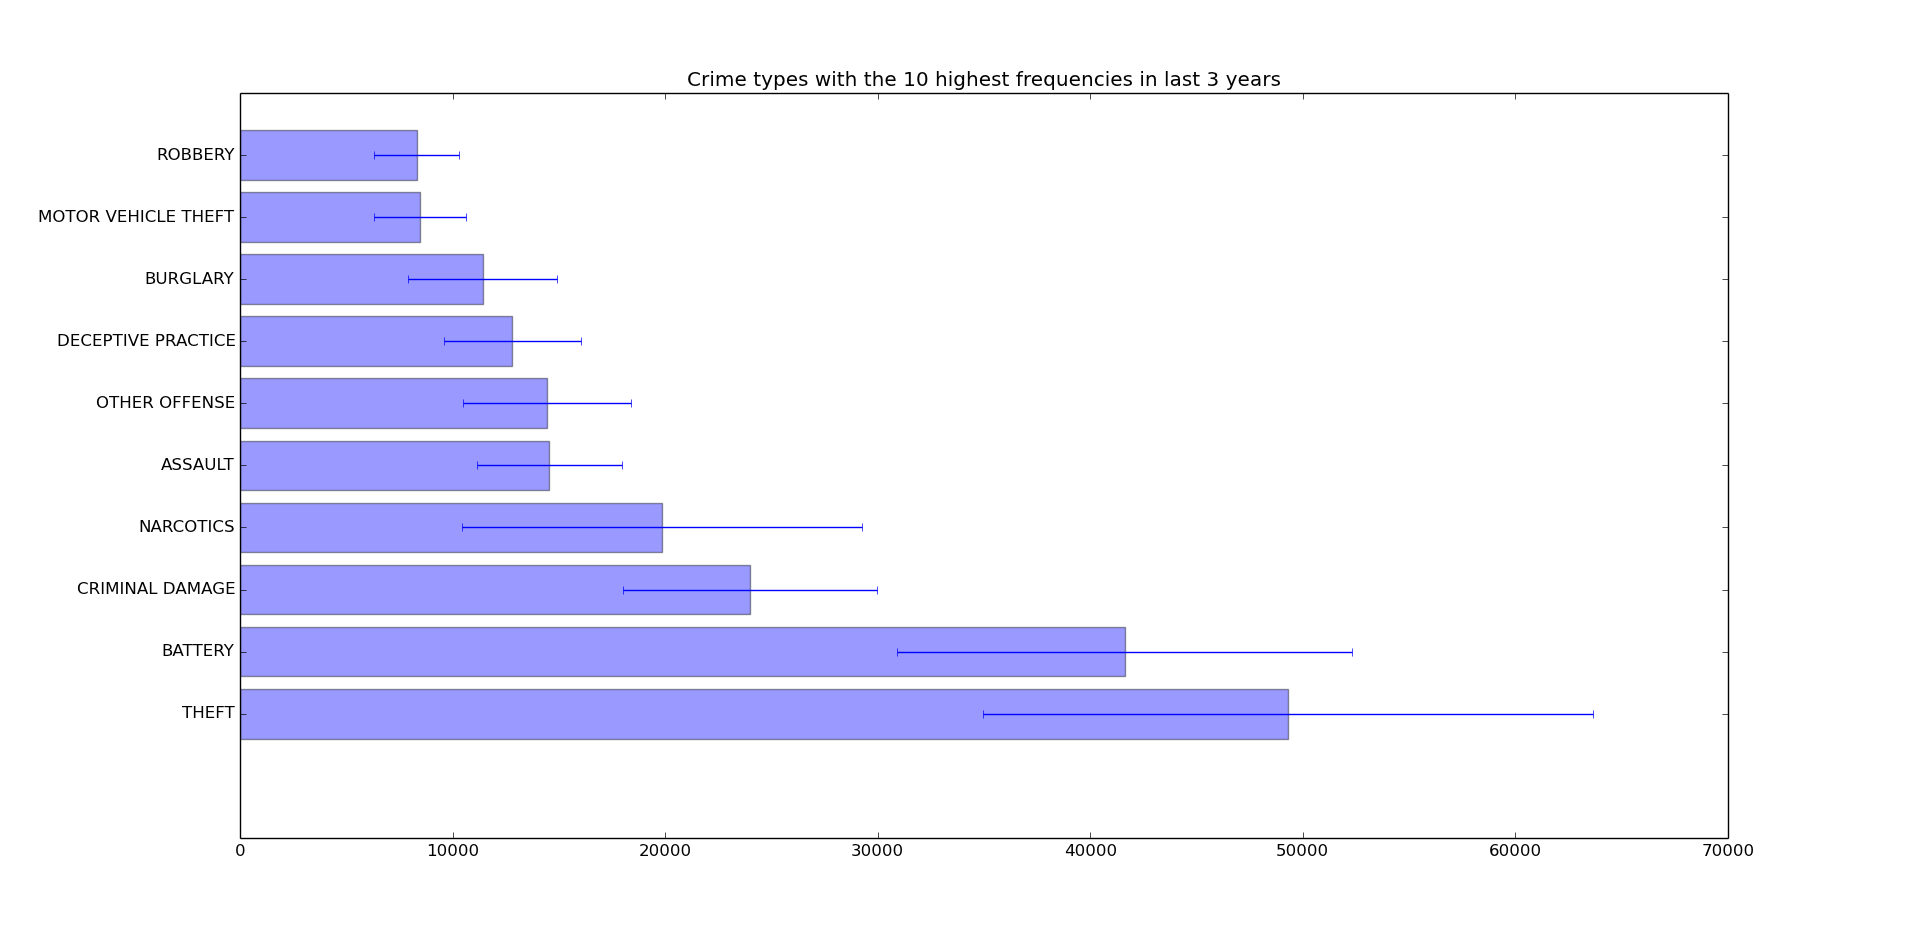 Crime types with the 10 highest frequencies in last 3 years
ROBBERY
MOTOR VEHICLE THEFT
BURGLARY
DECEPTIVE PRACTICE
OTHER OFFENSE
ASSAULT
NARCOTICS
CRIMINAL DAMAGE
BATTERY
THEFT
0 10000 20000 30000 40000 50000 60000 70000